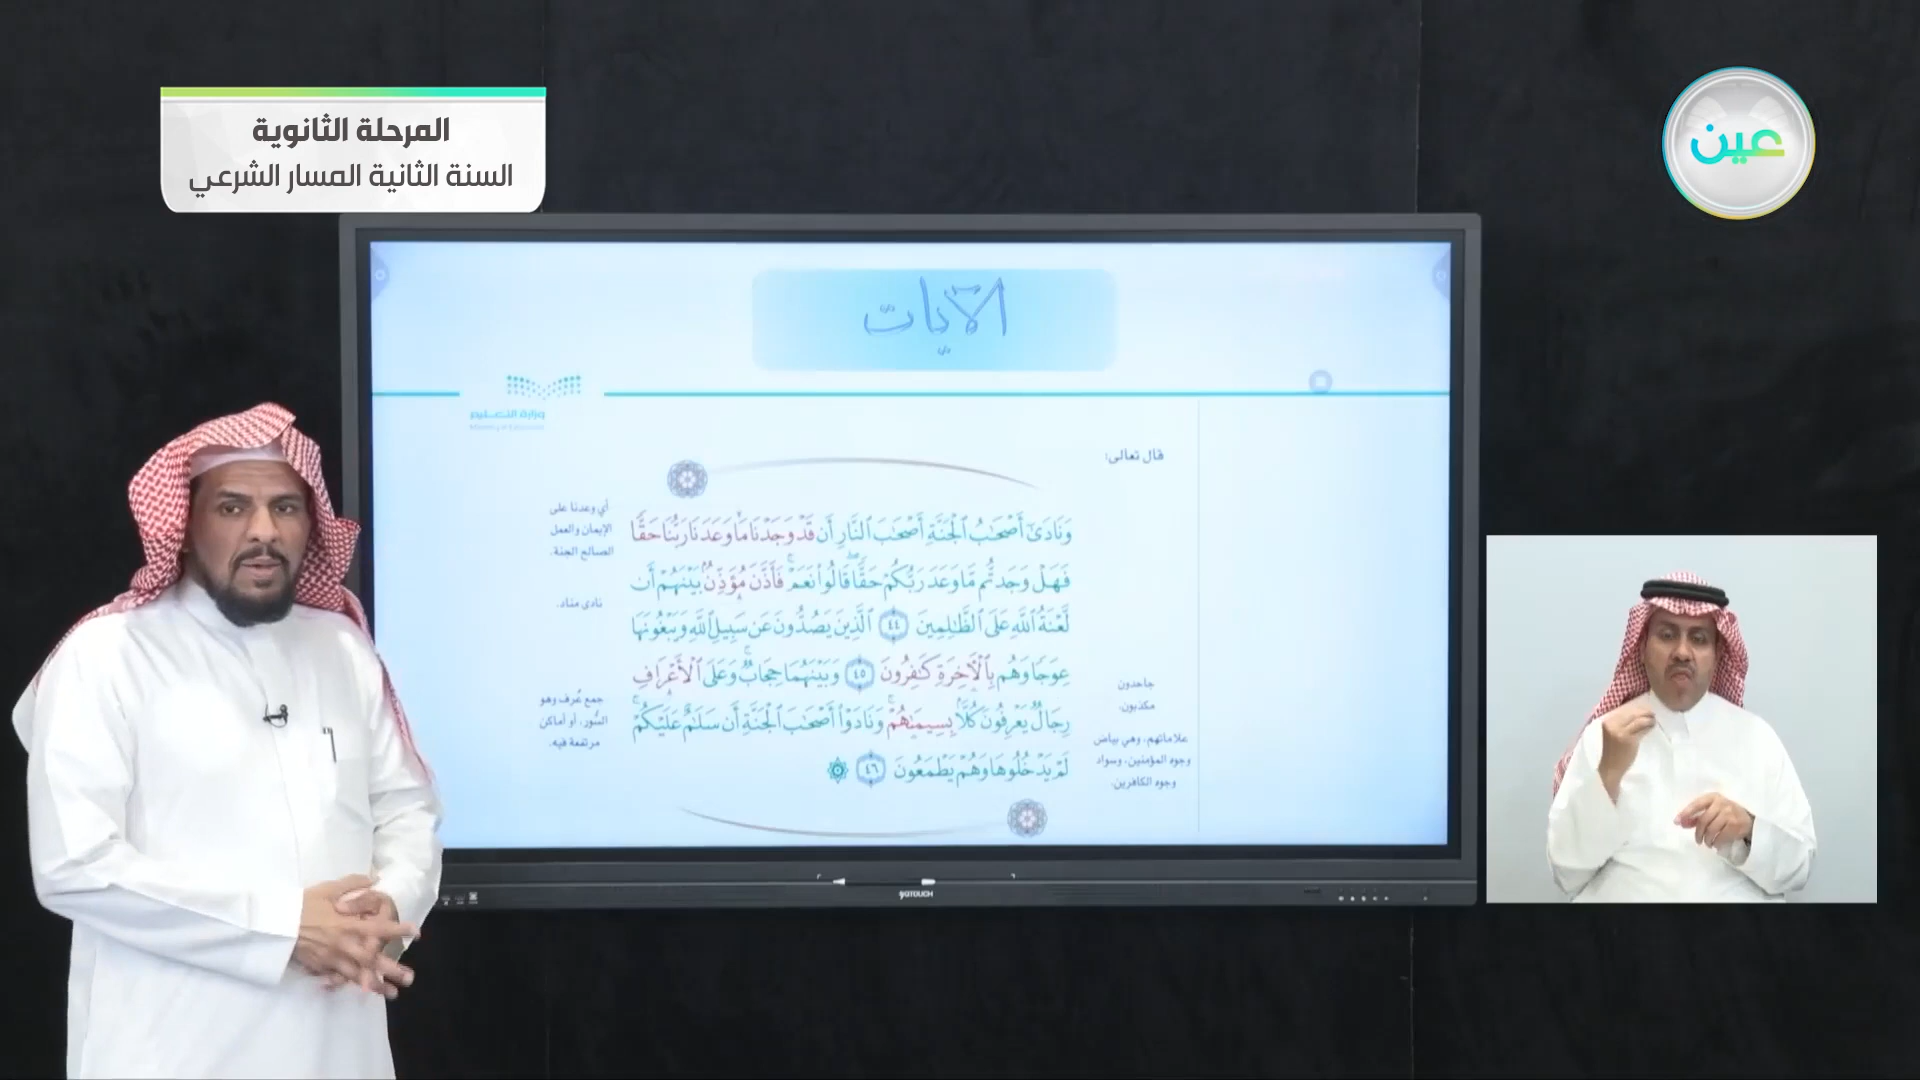 المرحلة الثانوية
السنة الثانية المسار الشرعي
عين
الآيات
وزارة التعليم
Ministry of Education
قال تعالى:
وَنَادَىٰٓ أَصْحَٰبُ ٱلْجَنَّةِ أَصْحَٰبَ ٱلنَّارِ أَن قَدْ وَجَدْنَا مَا وَعَدَنَا رَبُّنَا حَقًّا
فَهَلْ وَجَدتُّم مَّا وَعَدَ رَبُّكُمْ حَقًّا ۖ قَالُوا۟ نَعَمْ ۚ فَأَذَّنَ مُؤَذِّنٌۢ بَيْنَهُمْ أَن
لَّعْنَةُ ٱللَّهِ عَلَى ٱلظَّٰلِمِينَ ٤٤ ٱلَّذِينَ يَصُدُّونَ عَن سَبِيلِ ٱللَّهِ وَيَبْغُونَهَا
عِوَجًا وَهُم بِٱلْءَاخِرَةِ كَٰفِرُونَ ٤٥ وَبَيْنَهُمَا حِجَابٌ ۚ وَعَلَى ٱلْأَعْرَافِ
رِجَالٌ يَعْرِفُونَ كُلًّۢا بِسِيمَىٰهُمْ ۚ وَنَادَوْا۟ أَصْحَٰبَ ٱلْجَنَّةِ أَن سَلَٰمٌ عَلَيْكُمْ ۚ
لَمْ يَدْخُلُوهَا وَهُمْ يَطْمَعُونَ ٤٦
أي وعدنا على
الإيمان والعمل
الصالح الجنة.
نادى مناد.
جمع عُرف وهو
السُّور، أو أماكن
مرتفعة فيه.
جاحدون
مكذبون.
علاماتهم، وهي بياض
وجوه المؤمنين، وسواد
وجوه الكافرين.